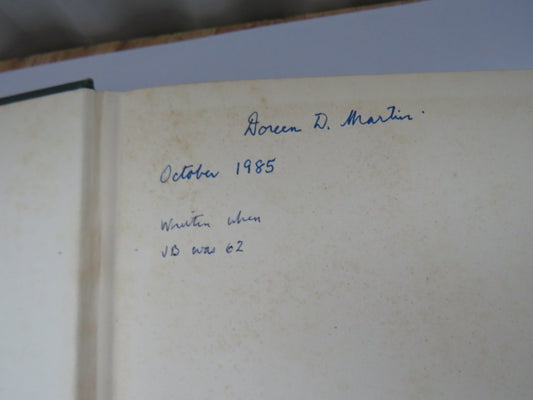 Doreen D. Martin.
October 1985
Written when
JB was 62